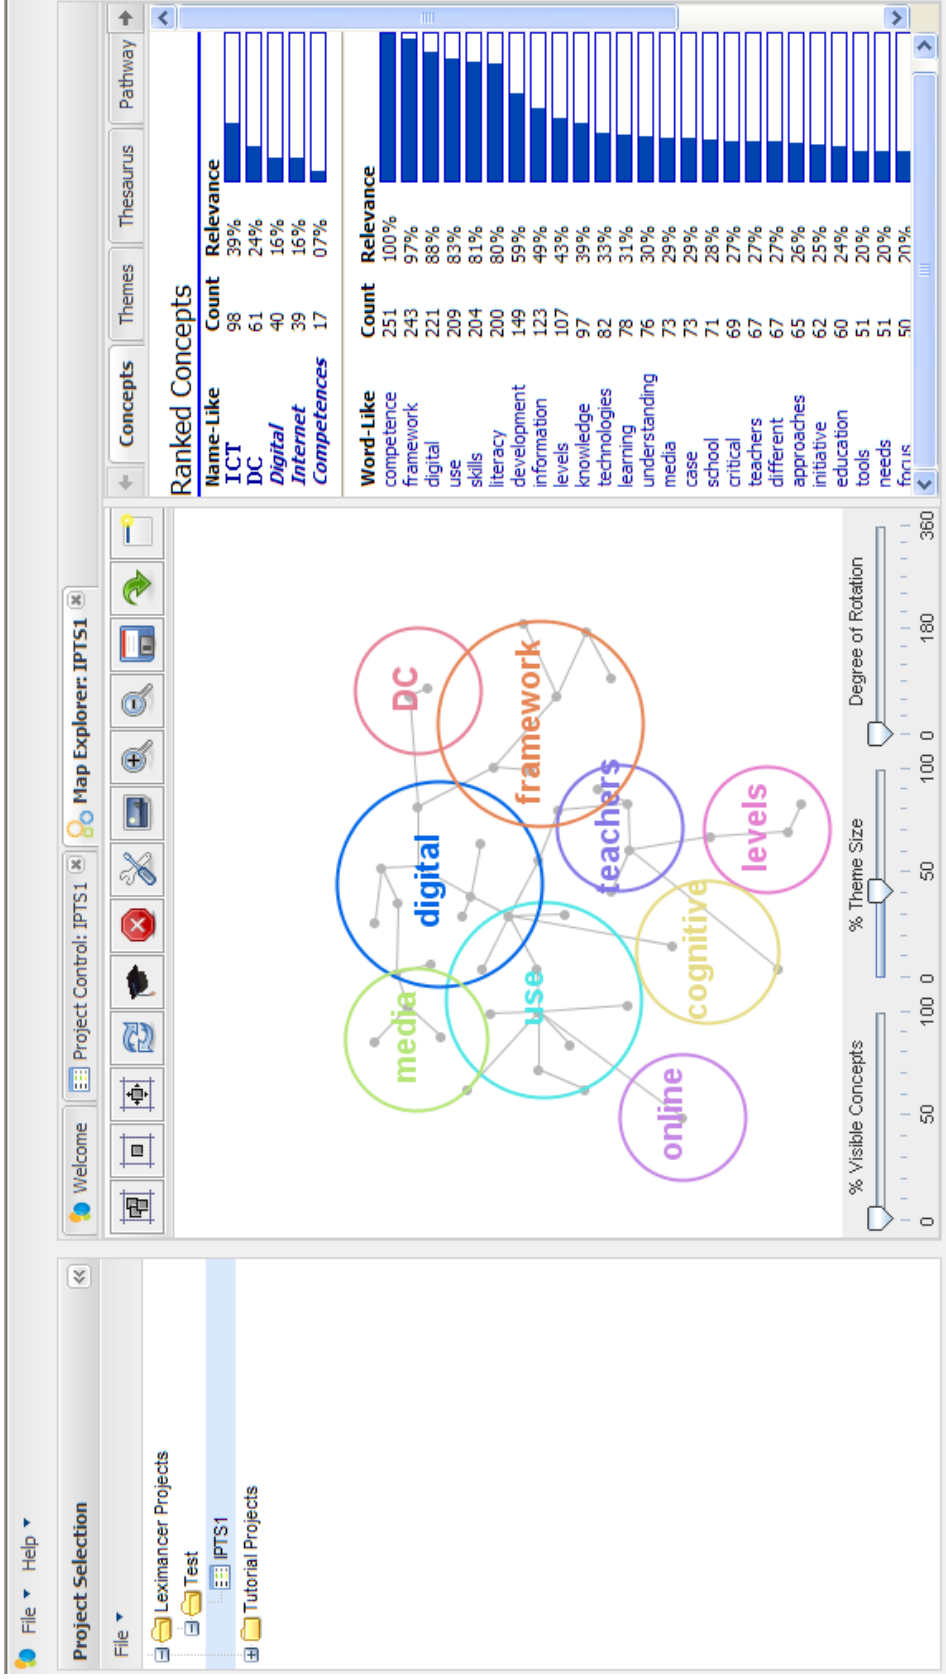 File Help
Project Selection
File
Leximancer Projects
Test
IPTS1
Tutorial Projects
Welcome Project Control: IPTS1 Map Explorer: IPTS1
DC
digital
framework
media
use
teachers
cognitive
levels
online
% Visible Concepts % Theme Size Degree of Rotation
0 50 100 0 50 100 0 180 360
Concepts Themes Thesaurus Pathway
Ranked Concepts
Name-Like Count Relevance
ICT 98 39%
DC 61 24%
Digital 40 16%
Internet 39 16%
Competences 17 07%
Word-Like Count Relevance
competence 251 100%
framework 243 97%
digital 221 88%
use 209 83%
skills 204 81%
literacy 200 80%
development 149 59%
information 123 49%
levels 107 43%
knowledge 97 39%
technologies 82 33%
learning 78 31%
understanding 76 30%
media 73 29%
case 73 29%
school 71 28%
critical 69 27%
teachers 67 27%
different 67 27%
approaches 65 26%
initiative 62 25%
education 60 24%
tools 51 20%
needs 51 20%
focus 50 20%